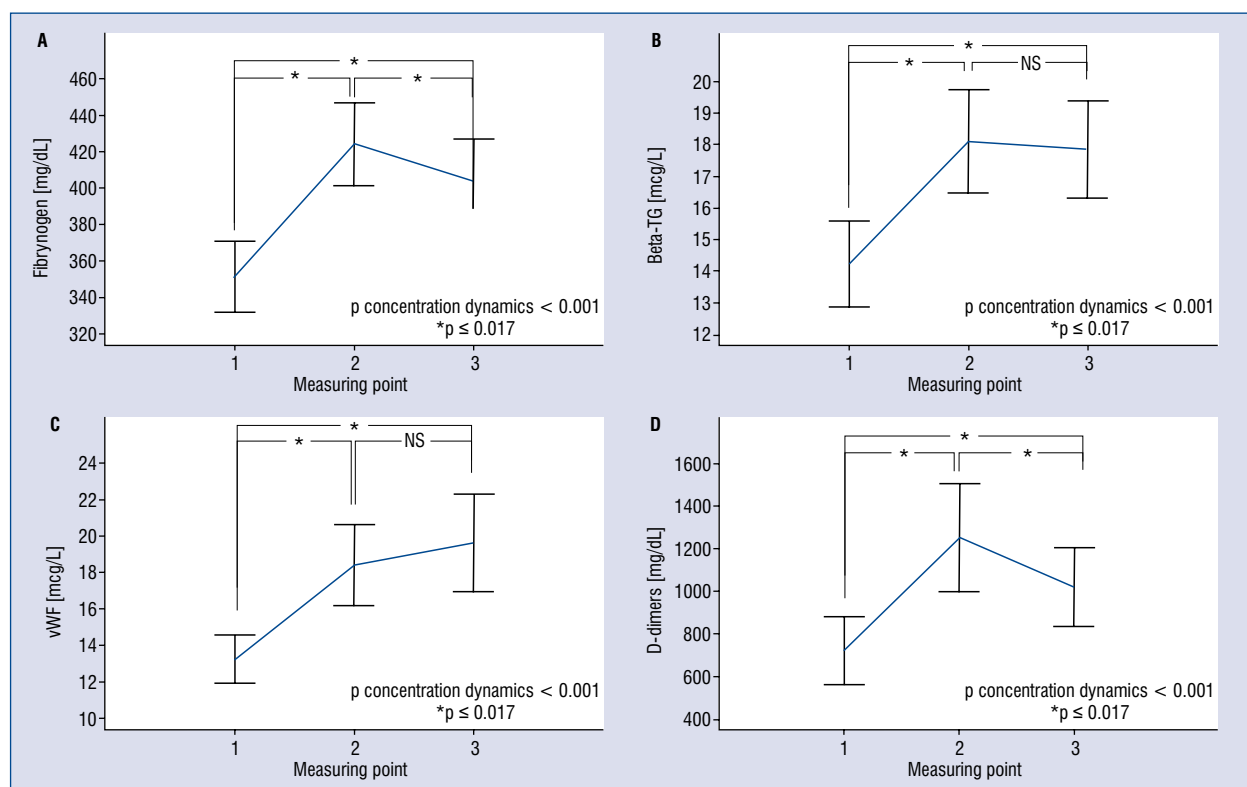 A
*
*
*
460
440
420
400
380
360
340
320
Fibrynogen [mg/dL]
p concentration dynamics < 0.001
*p ≤ 0.017
1 2 3
Measuring point
B
*
* NS
20
19
18
17
16
15
14
13
12
Beta-TG [mcg/L]
p concentration dynamics < 0.001
*p ≤ 0.017
1 2 3
Measuring point
C
*
* NS
24
22
20
18
16
14
12
10
vWF [mcg/L]
p concentration dynamics < 0.001
*p ≤ 0.017
1 2 3
Measuring point
D
*
* *
1600
1400
1200
1000
800
600
400
D-dimers [mg/dL]
p concentration dynamics < 0.001
*p ≤ 0.017
1 2 3
Measuring point